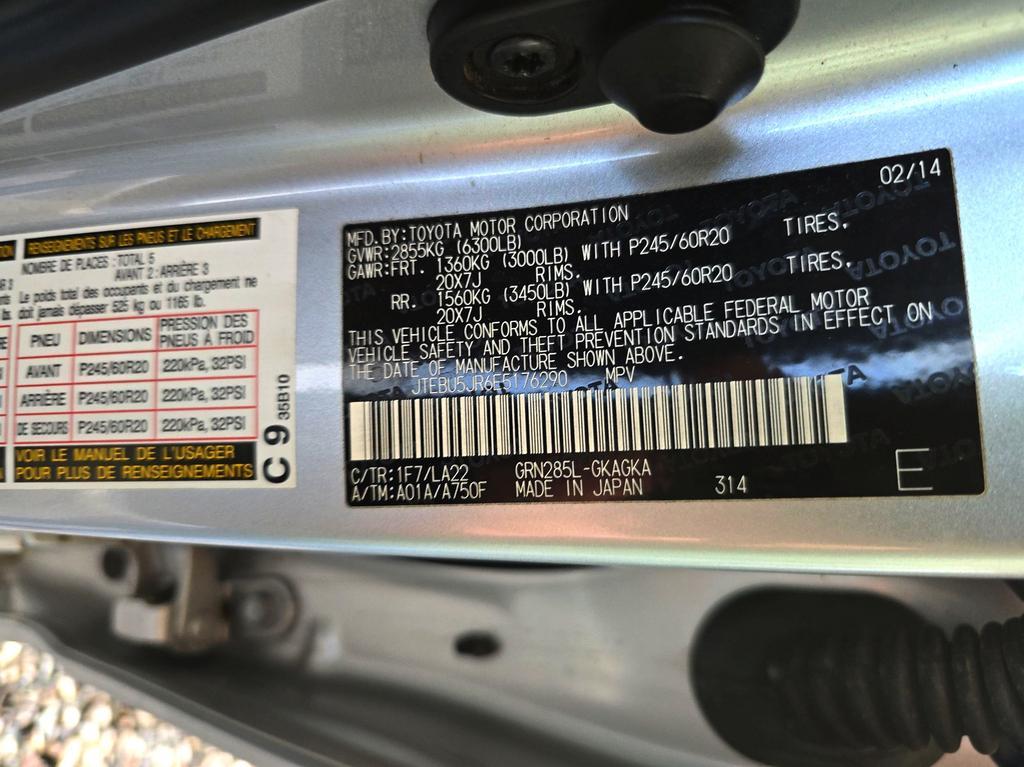 RENSEIGNEMENTS SUR LES PNEUS ET LE CHARGEMENT
NOMBRE DE PLACES : TOTAL 5
AVANT 2 : ARRIÈRE 3
Le poids total des occupants et du chargement ne
doit jamais dépasser 525 kg ou 1165 lb.
PNEU DIMENSIONS PRESSION DES PNEUS À FROID
AVANT P245/60R20 220kPa, 32PSI
ARRIÈRE P245/60R20 220kPa, 32PSI
DE SECOURS P245/60R20 220kPa, 32PSI
VOIR LE MANUEL DE L'USAGER
POUR PLUS DE RENSEIGNEMENTS
C 9 35B10
02/14
MFD.BY:TOYOTA MOTOR CORPORATION
GVWR:2855KG (6300LB)
GAWR:FRT. 1360KG (3000LB) WITH P245/60R20 TIRES.
20X7J RIMS.
RR. 1560KG (3450LB) WITH P245/60R20 TIRES.
20X7J RIMS.
THIS VEHICLE CONFORMS TO ALL APPLICABLE FEDERAL MOTOR
VEHICLE SAFETY AND THEFT PREVENTION STANDARDS IN EFFECT ON
THE DATE OF MANUFACTURE SHOWN ABOVE.
JTEBU5JR6E5176290 MPV
C/TR:1F7/LA22 GRN285L-GKAGKA
A/TM:A01A/A750F MADE IN JAPAN 314 E